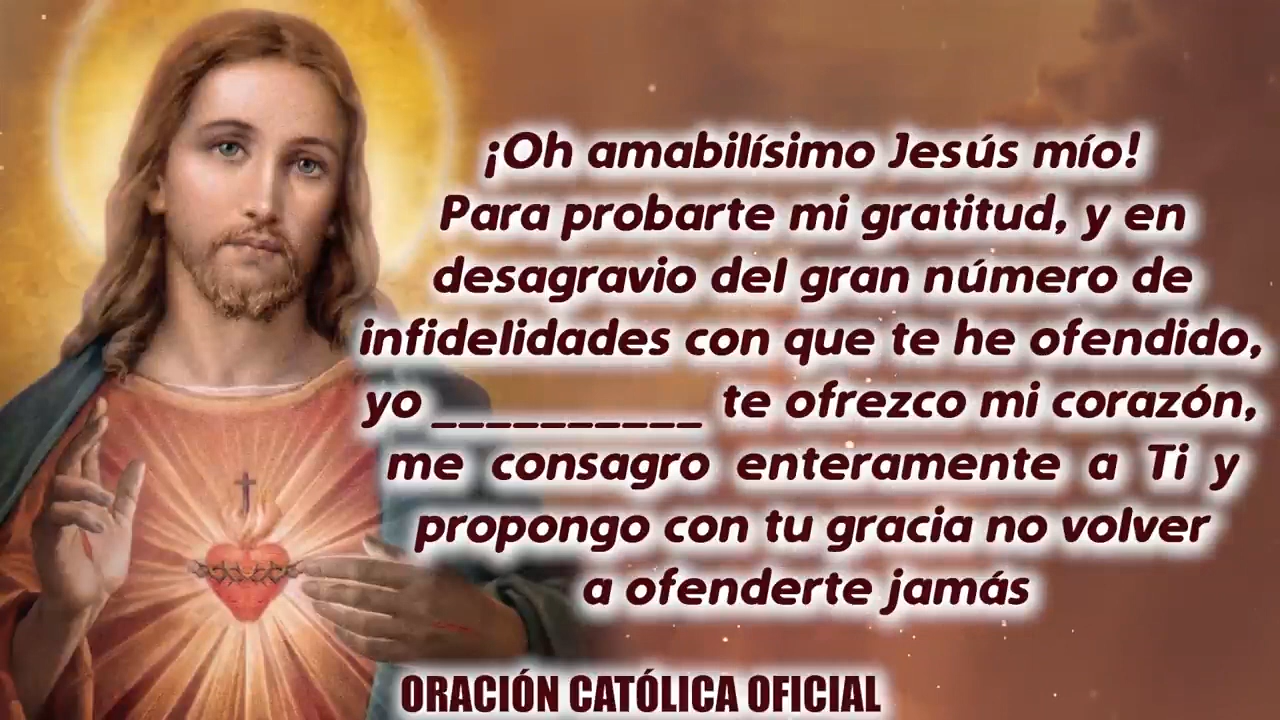 ¡Oh amabilísimo Jesús mío!
Para probarte mi gratitud, y en
desagravio del gran número de
infidelidades con que te he ofendido,
yo __________ te ofrezco mi corazón,
me consagro enteramente a Ti y
propongo con tu gracia no volver
a ofenderte jamás
ORACIÓN CATÓLICA OFICIAL